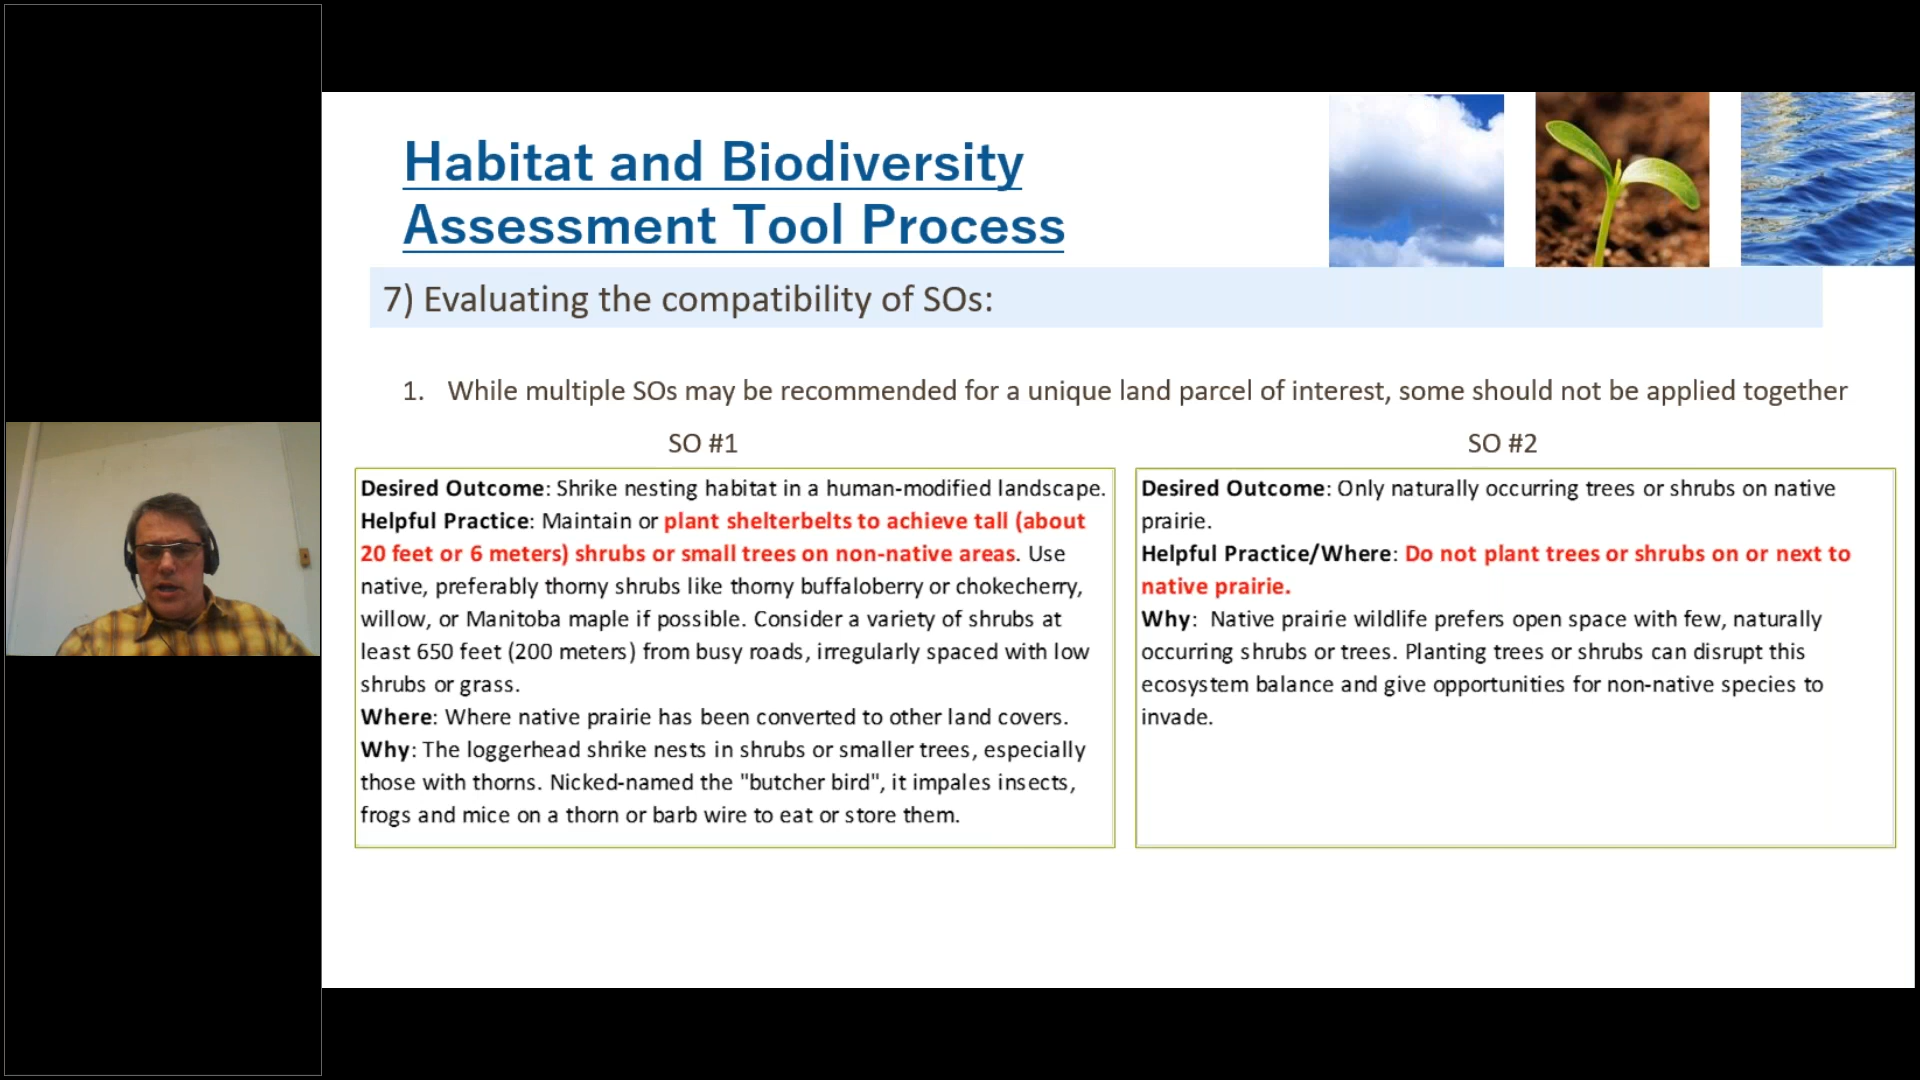 Habitat and Biodiversity
Assessment Tool Process
7) Evaluating the compatibility of SOs:
1. While multiple SOs may be recommended for a unique land parcel of interest, some should not be applied together
SO #1
Desired Outcome: Shrike nesting habitat in a human-modified landscape.
Helpful Practice: Maintain or plant shelterbelts to achieve tall (about
20 feet or 6 meters) shrubs or small trees on non-native areas. Use
native, preferably thorny shrubs like thorny buffaloberry or chokecherry,
willow, or Manitoba maple if possible. Consider a variety of shrubs at
least 650 feet (200 meters) from busy roads, irregularly spaced with low
shrubs or grass.
Where: Where native prairie has been converted to other land covers.
Why: The loggerhead shrike nests in shrubs or smaller trees, especially
those with thorns. Nicked-named the "butcher bird", it impales insects,
frogs and mice on a thorn or barb wire to eat or store them.
SO #2
Desired Outcome: Only naturally occurring trees or shrubs on native
prairie.
Helpful Practice/Where: Do not plant trees or shrubs on or next to
native prairie.
Why: Native prairie wildlife prefers open space with few, naturally
occurring shrubs or trees. Planting trees or shrubs can disrupt this
ecosystem balance and give opportunities for non-native species to
invade.